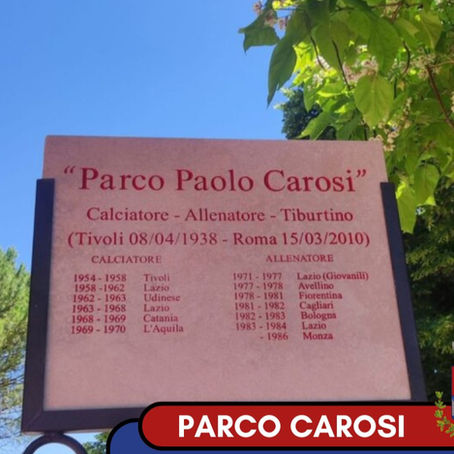 “Parco Paolo Carosi”
Calciatore - Allenatore - Tiburtino
(Tivoli 08/04/1938 - Roma 15/03/2010)
CALCIATORE
1954 - 1958 Tivoli
1958 - 1962 Lazio
1962 - 1963 Udinese
1963 - 1968 Lazio
1968 - 1969 Catania
1969 - 1970 L'Aquila
ALLENATORE
1971 - 1977 Lazio (Giovanili)
1977 - 1978 Avellino
1978 - 1981 Fiorentina
1981 - 1982 Cagliari
1982 - 1983 Bologna
1983 - 1984 Lazio
- 1986 Monza
PARCO CAROSI